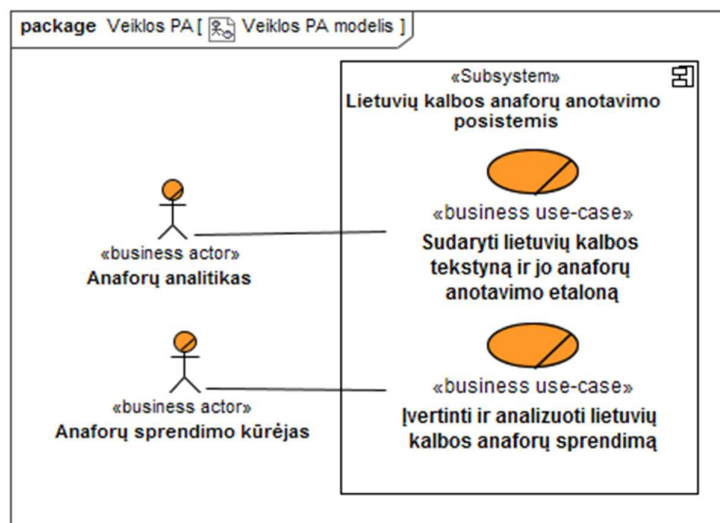 package Veiklos PA [ Veiklos PA modelis ]
«Subsystem»
Lietuvių kalbos anaforų anotavimo
posistemis
«business use-case»
Sudaryti lietuvių kalbos
tekstyną ir jo anaforų
anotavimo etaloną
«business actor»
Anaforų analitikas
«business use-case»
Įvertinti ir analizuoti lietuvių
kalbos anaforų sprendimą
«business actor»
Anaforų sprendimo kūrėjas